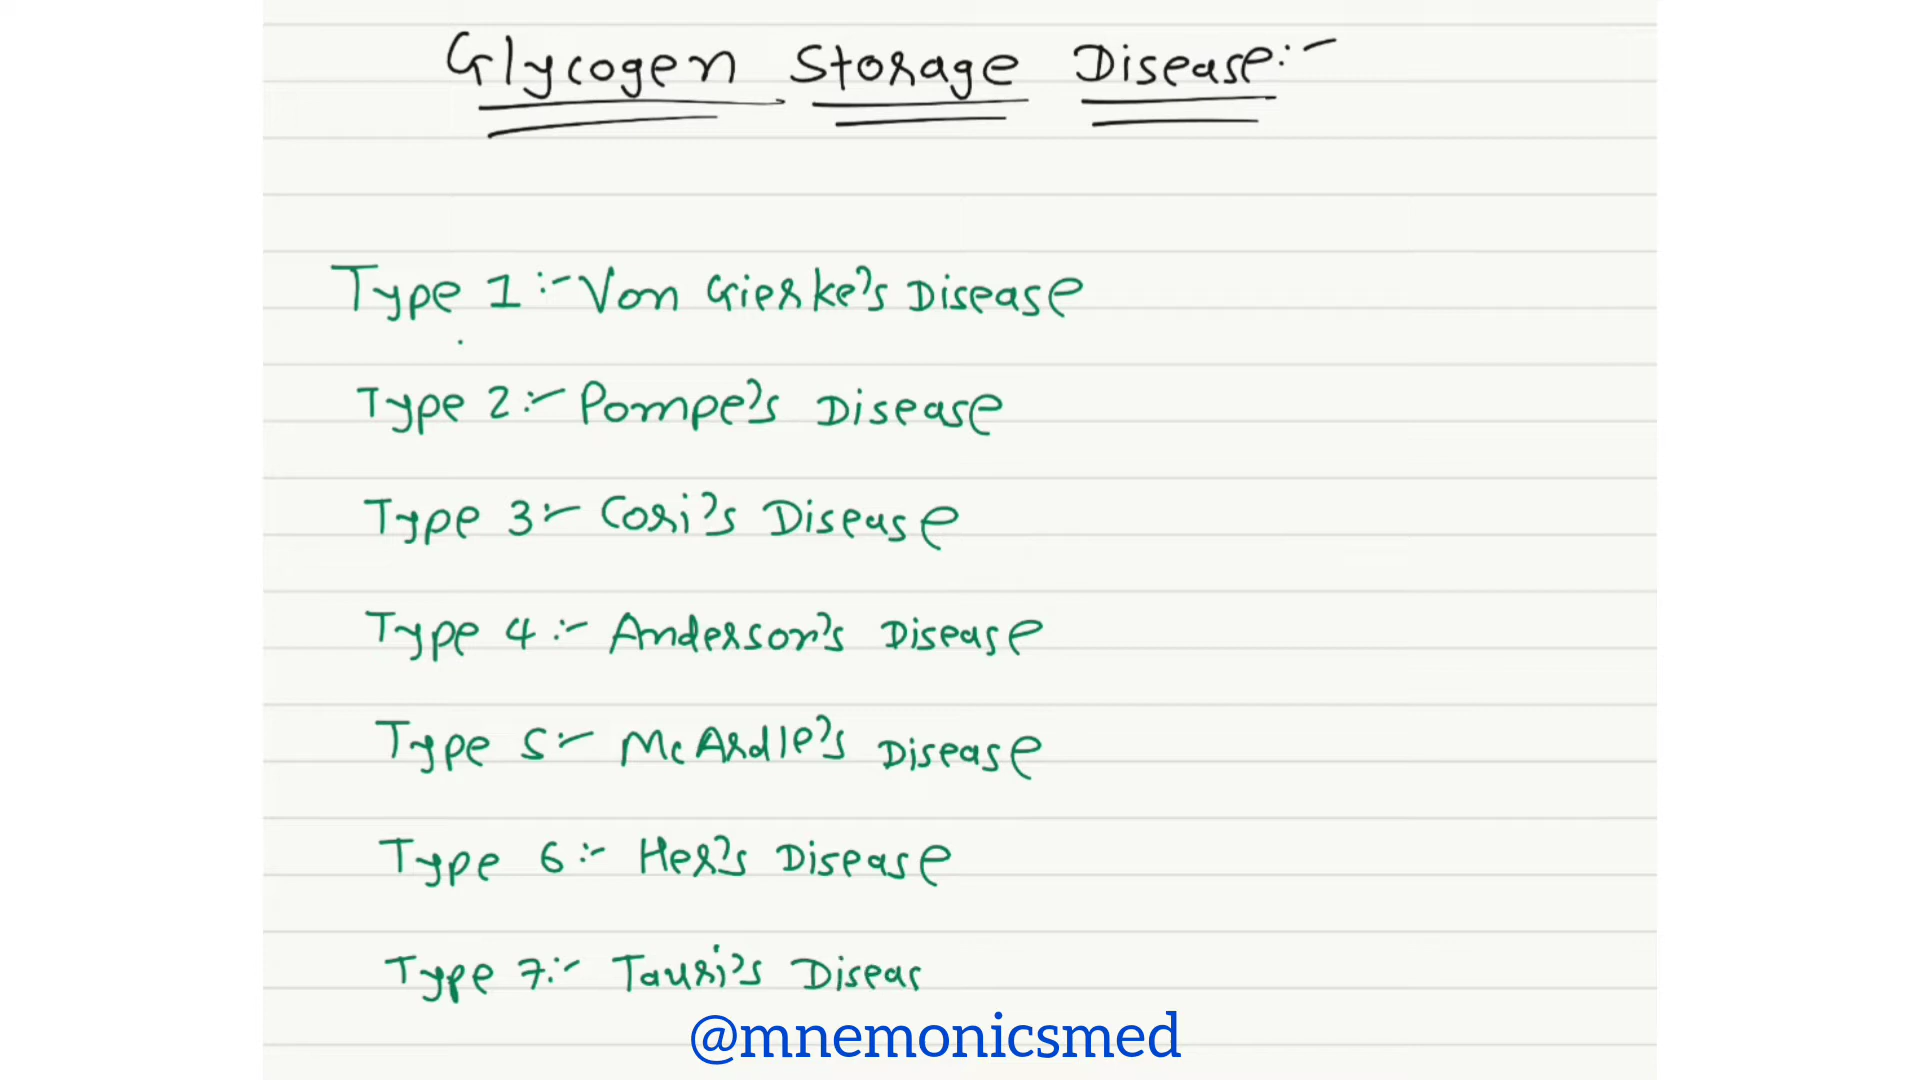 Glycogen Storage Disease:-
Type 1:- Von Gierke's Disease
Type 2:- Pompe's Disease
Type 3:- Cori's Disease
Type 4:- Anderson's Disease
Type 5:- McArdle's Disease
Type 6:- Her's Disease
Type 7:- Tauri's Diseas
@mnemonicsmed